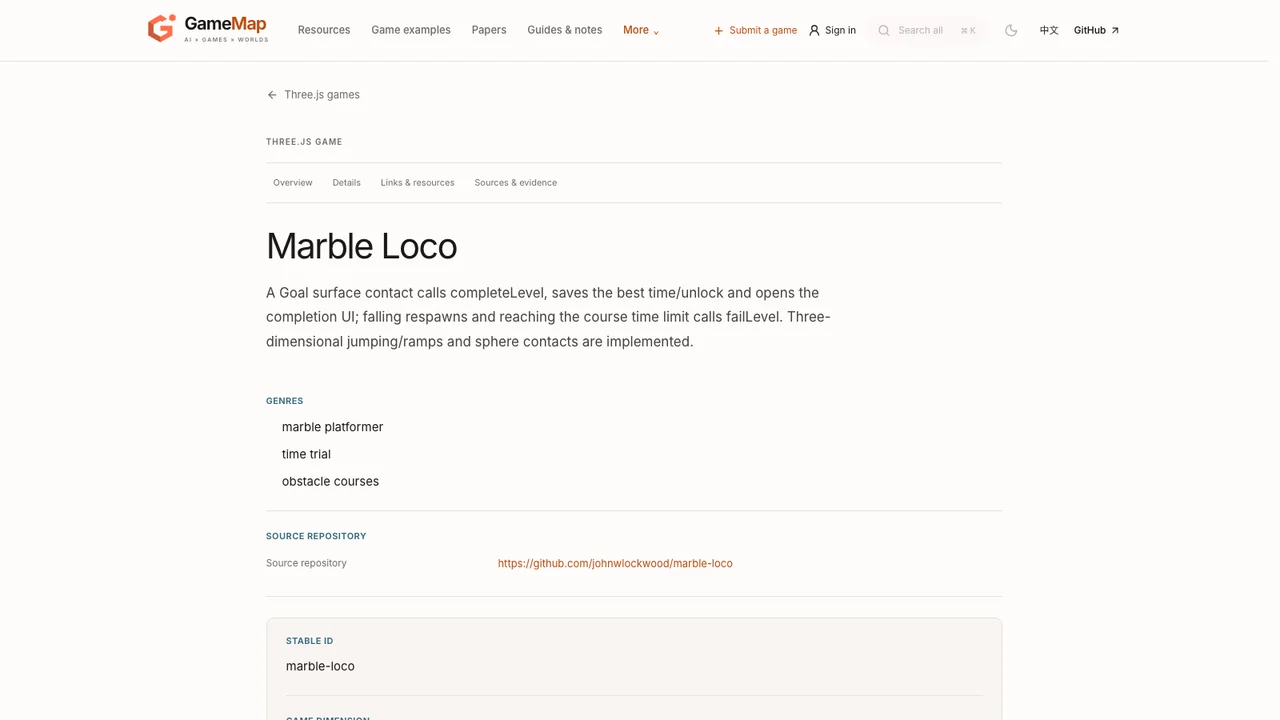 GameMap
AI × GAMES × WORLDS
Resources
Game examples
Papers
Guides & notes
More
Submit a game
Sign in
Search all
⌘ K
中文
GitHub
Three.js games
THREE.JS GAME
Overview
Details
Links & resources
Sources & evidence
Marble Loco
A Goal surface contact calls completeLevel, saves the best time/unlock and opens the
completion UI; falling respawns and reaching the course time limit calls failLevel. Three-
dimensional jumping/ramps and sphere contacts are implemented.
GENRES
marble platformer
time trial
obstacle courses
SOURCE REPOSITORY
Source repository
https://github.com/johnwlockwood/marble-loco
STABLE ID
marble-loco
GAME DIMENSION